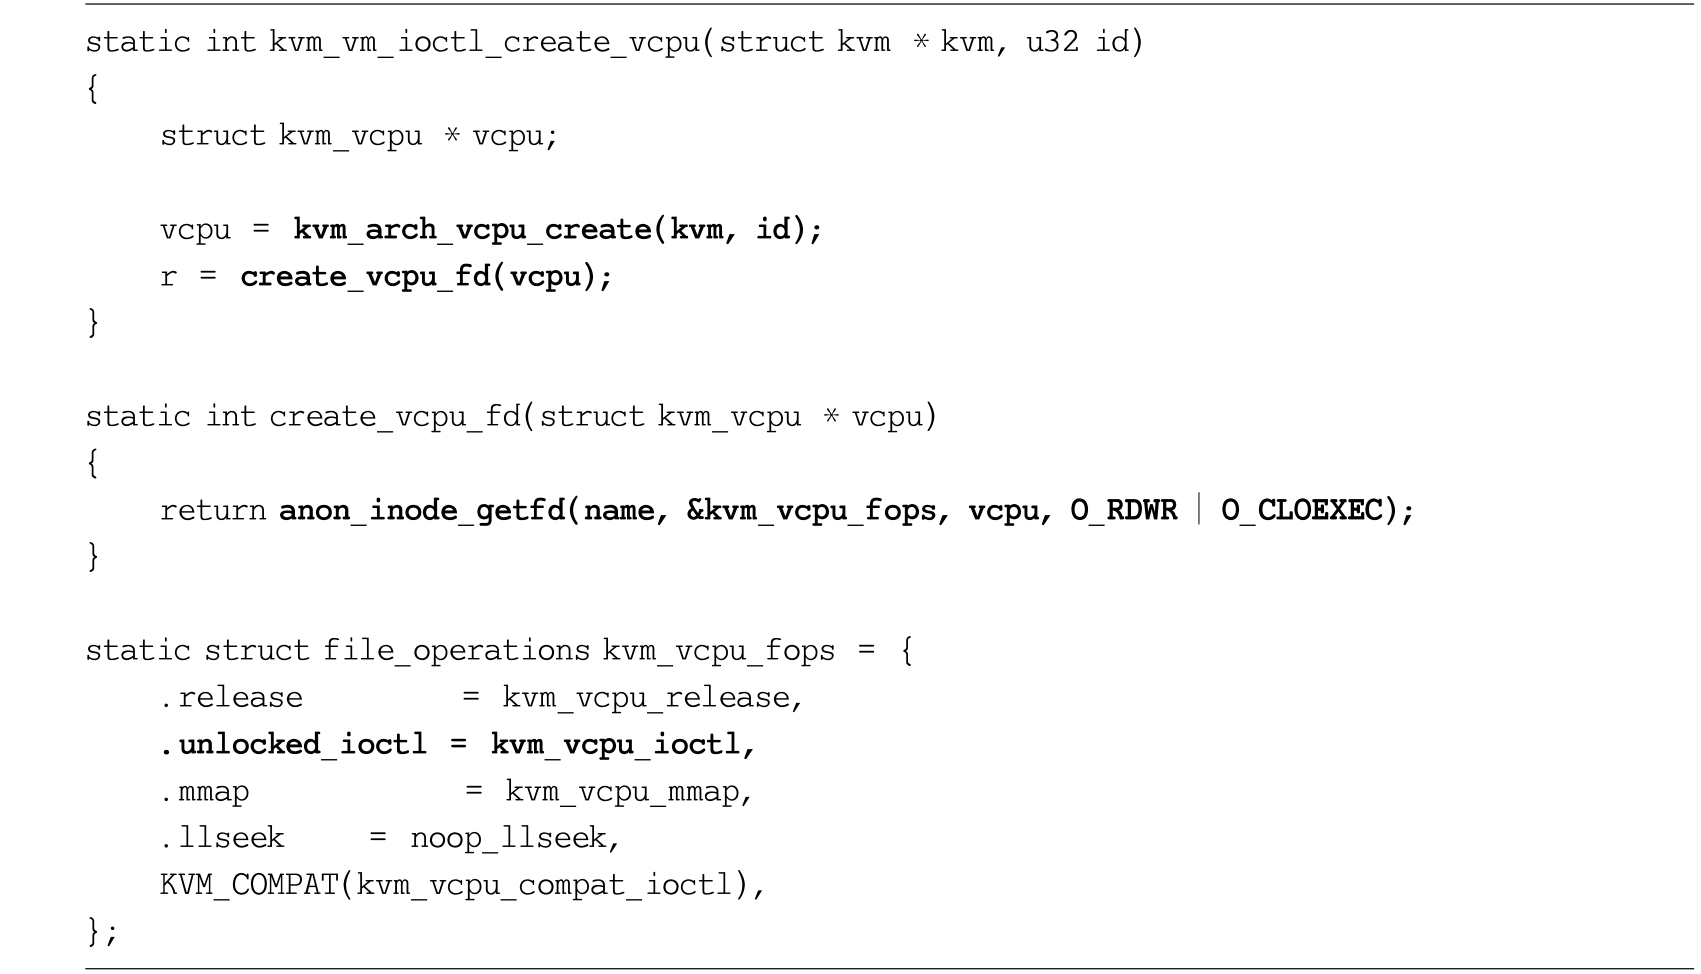 static int kvm_vm_ioctl_create_vcpu(struct kvm * kvm, u32 id)
{
struct kvm_vcpu * vcpu;
vcpu = kvm_arch_vcpu_create(kvm, id);
r = create_vcpu_fd(vcpu);
}
static int create_vcpu_fd(struct kvm_vcpu * vcpu)
{
return anon_inode_getfd(name, &kvm_vcpu_fops, vcpu, O_RDWR | O_CLOEXEC);
}
static struct file_operations kvm_vcpu_fops = {
.release = kvm_vcpu_release,
.unlocked_ioctl = kvm_vcpu_ioctl,
.mmap = kvm_vcpu_mmap,
.llseek = noop_llseek,
KVM_COMPAT(kvm_vcpu_compat_ioctl),
};